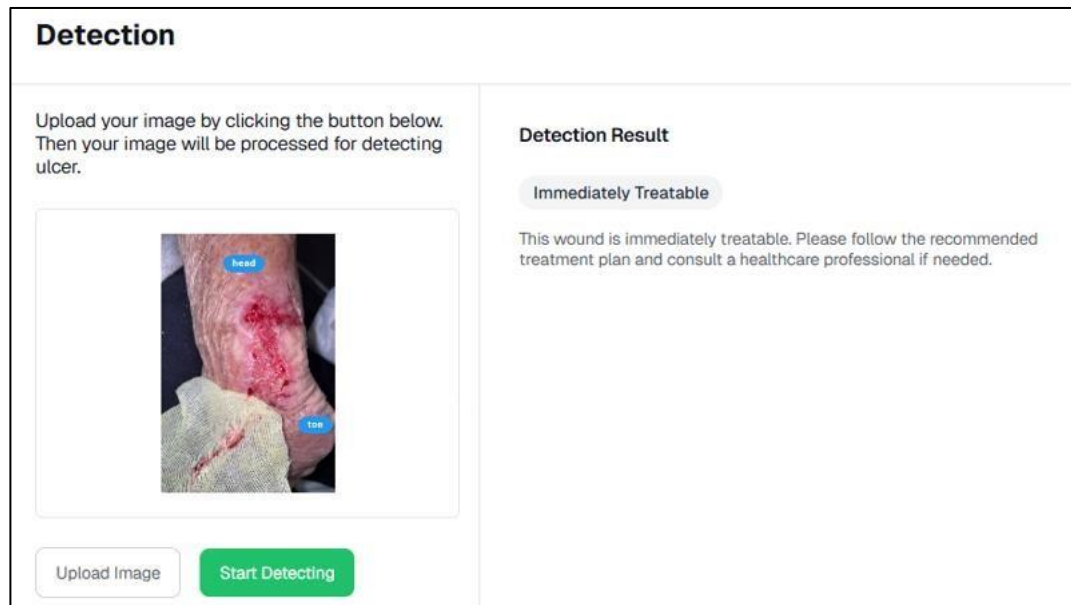 Detection
Upload your image by clicking the button below.
Then your image will be processed for detecting
ulcer.
head
toe
Upload Image
Start Detecting
Detection Result
Immediately Treatable
This wound is immediately treatable. Please follow the recommended
treatment plan and consult a healthcare professional if needed.